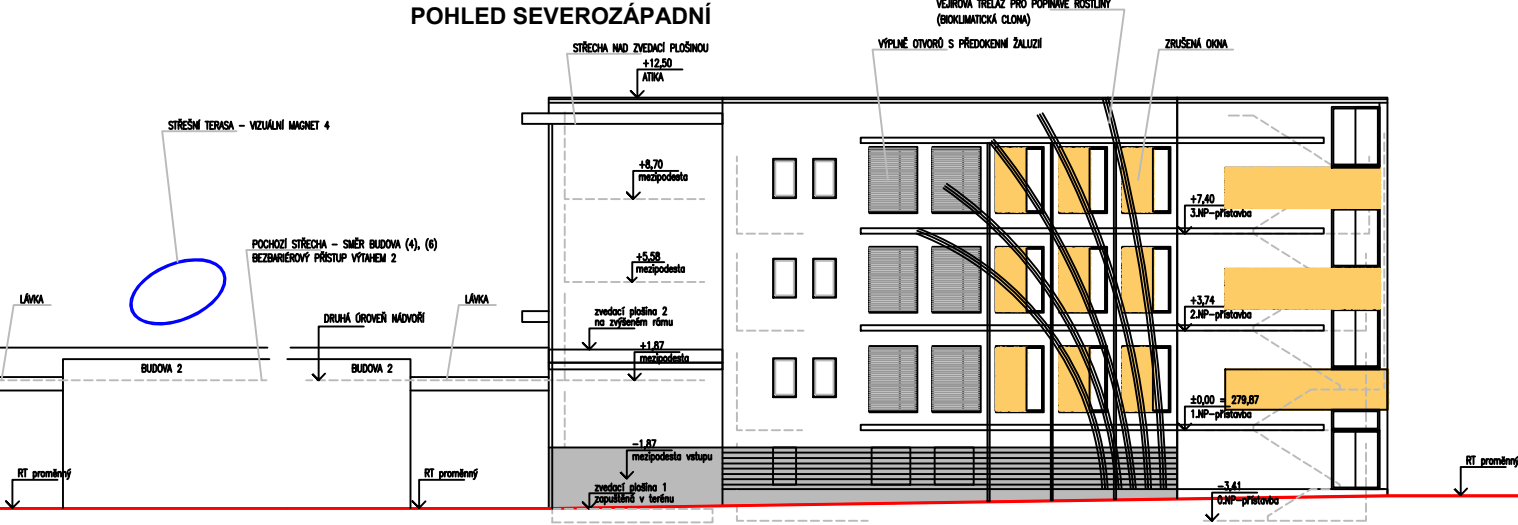 POHLED SEVEROZÁPADNÍ
VĚJÍŘOVÁ TRELÁŽ PRO POPÍNAVÉ ROSTLINY
(BIOKLIMATICKÁ CLONA)
STŘECHA NAD ZVEDACÍ PLOŠINOU
VÝPLNĚ OTVORŮ S PŘEDOKENNÍ ŽALUZIÍ
ZRUŠENÁ OKNA
+12,50
ATIKA
STŘEŠNÍ TERASA – VIZUÁLNÍ MAGNET 4
+8,70
mezipodesta
+7,40
3.NP-přístavba
POCHOZÍ STŘECHA – SMĚR BUDOVA (4), (6)
BEZBARIÉROVÝ PŘÍSTUP VÝTAHEM 2
+5,58
mezipodesta
LÁVKA
LÁVKA
DRUHÁ ÚROVEŇ NÁDVOŘÍ
zvedací plošina 2
na zvýšeném rámu
+3,74
2.NP-přístavba
+1,87
mezipodesta
BUDOVA 2
BUDOVA 2
±0,00 = 279,87
1.NP-přístavba
-1,87
mezipodesta vstupu
RT proměnný
RT proměnný
RT proměnný
zvedací plošina 1
zapuštěná v terénu
-3,41
0.NP-přístavba